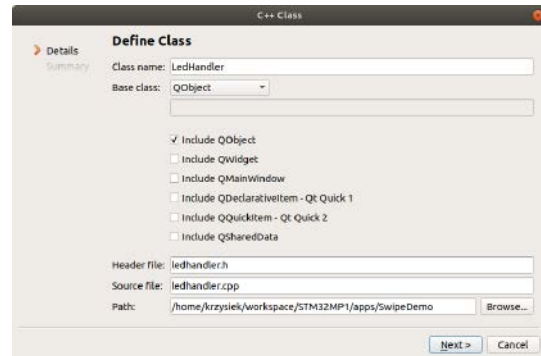 C++ Class
Define Class
Details
Summary
Class name: LedHandler
Base class: QObject
Include QObject
Include QWidget
Include QMainWindow
Include QDeclarativeItem - Qt Quick 1
Include QQuickItem - Qt Quick 2
Include QSharedData
Header file: ledhandler.h
Source file: ledhandler.cpp
Path: /home/krzysiek/workspace/STM32MP1/apps/SwipeDemo Browse...
Next > Cancel